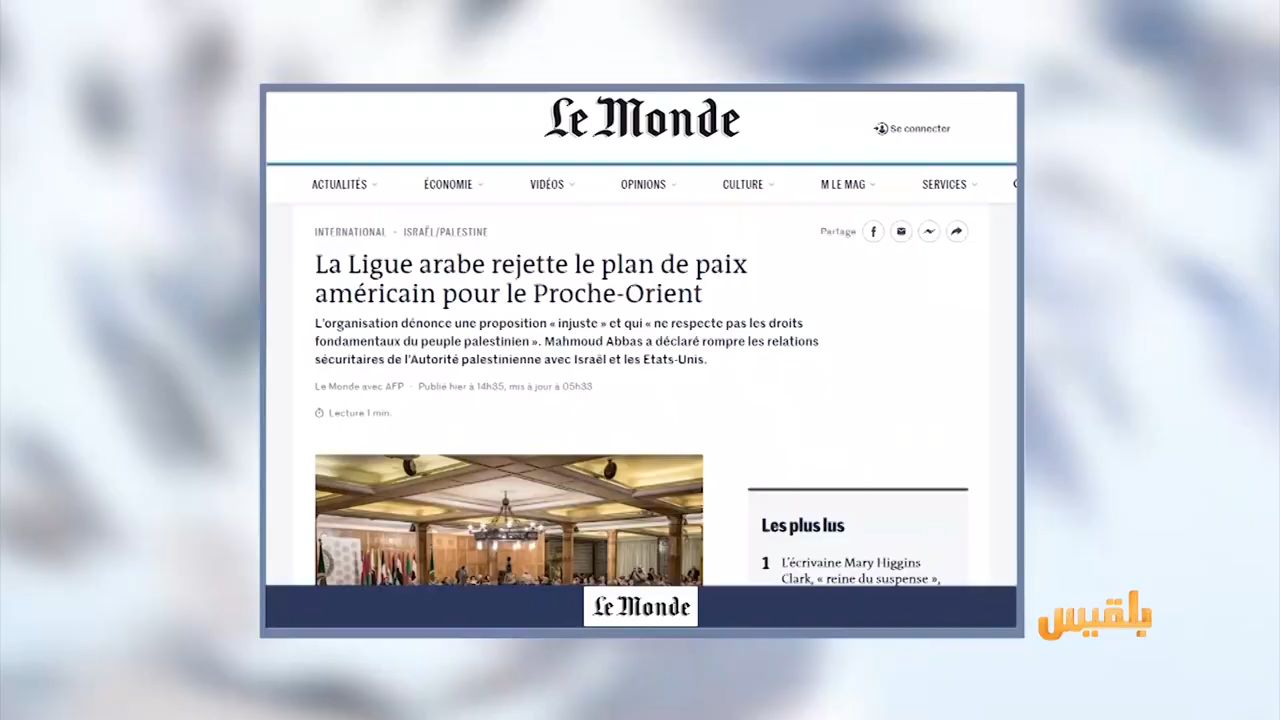 Le Monde
Se connecter
ACTUALITÉS
ÉCONOMIE
VIDÉOS
OPINIONS
CULTURE
M LE MAG
SERVICES
INTERNATIONAL - ISRAËL/PALESTINE
Partage
La Ligue arabe rejette le plan de paix
américain pour le Proche-Orient
L'organisation dénonce une proposition « injuste » et qui « ne respecte pas les droits
fondamentaux du peuple palestinien ». Mahmoud Abbas a déclaré rompre les relations
sécuritaires de l'Autorité palestinienne avec Israël et les Etats-Unis.
Le Monde avec AFP · Publié hier à 14h35, mis à jour à 05h33
Lecture 1 min.
Les plus lus
1 L'écrivaine Mary Higgins
Clark, « reine du suspense »,
Le Monde
بلقيس